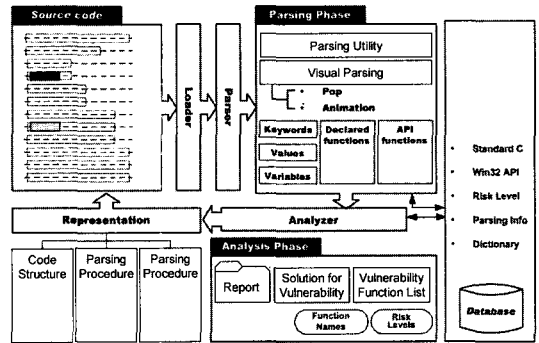 Source code
Loader
Parser
Parsing Phase
Parsing Utility
Visual Parsing
• Pop
• Animation
Keywords
Values
Variables
Declared
functions
API
functions
• Standard C
• Win32 API
• Risk Level
• Parsing Info
• Dictionary
Database
Representation
Analyzer
Code
Structure
Parsing
Procedure
Parsing
Procedure
Analysis Phase
Report
Solution for
Vulnerability
Vulnerability
Function List
Function
Names
Risk
Levels